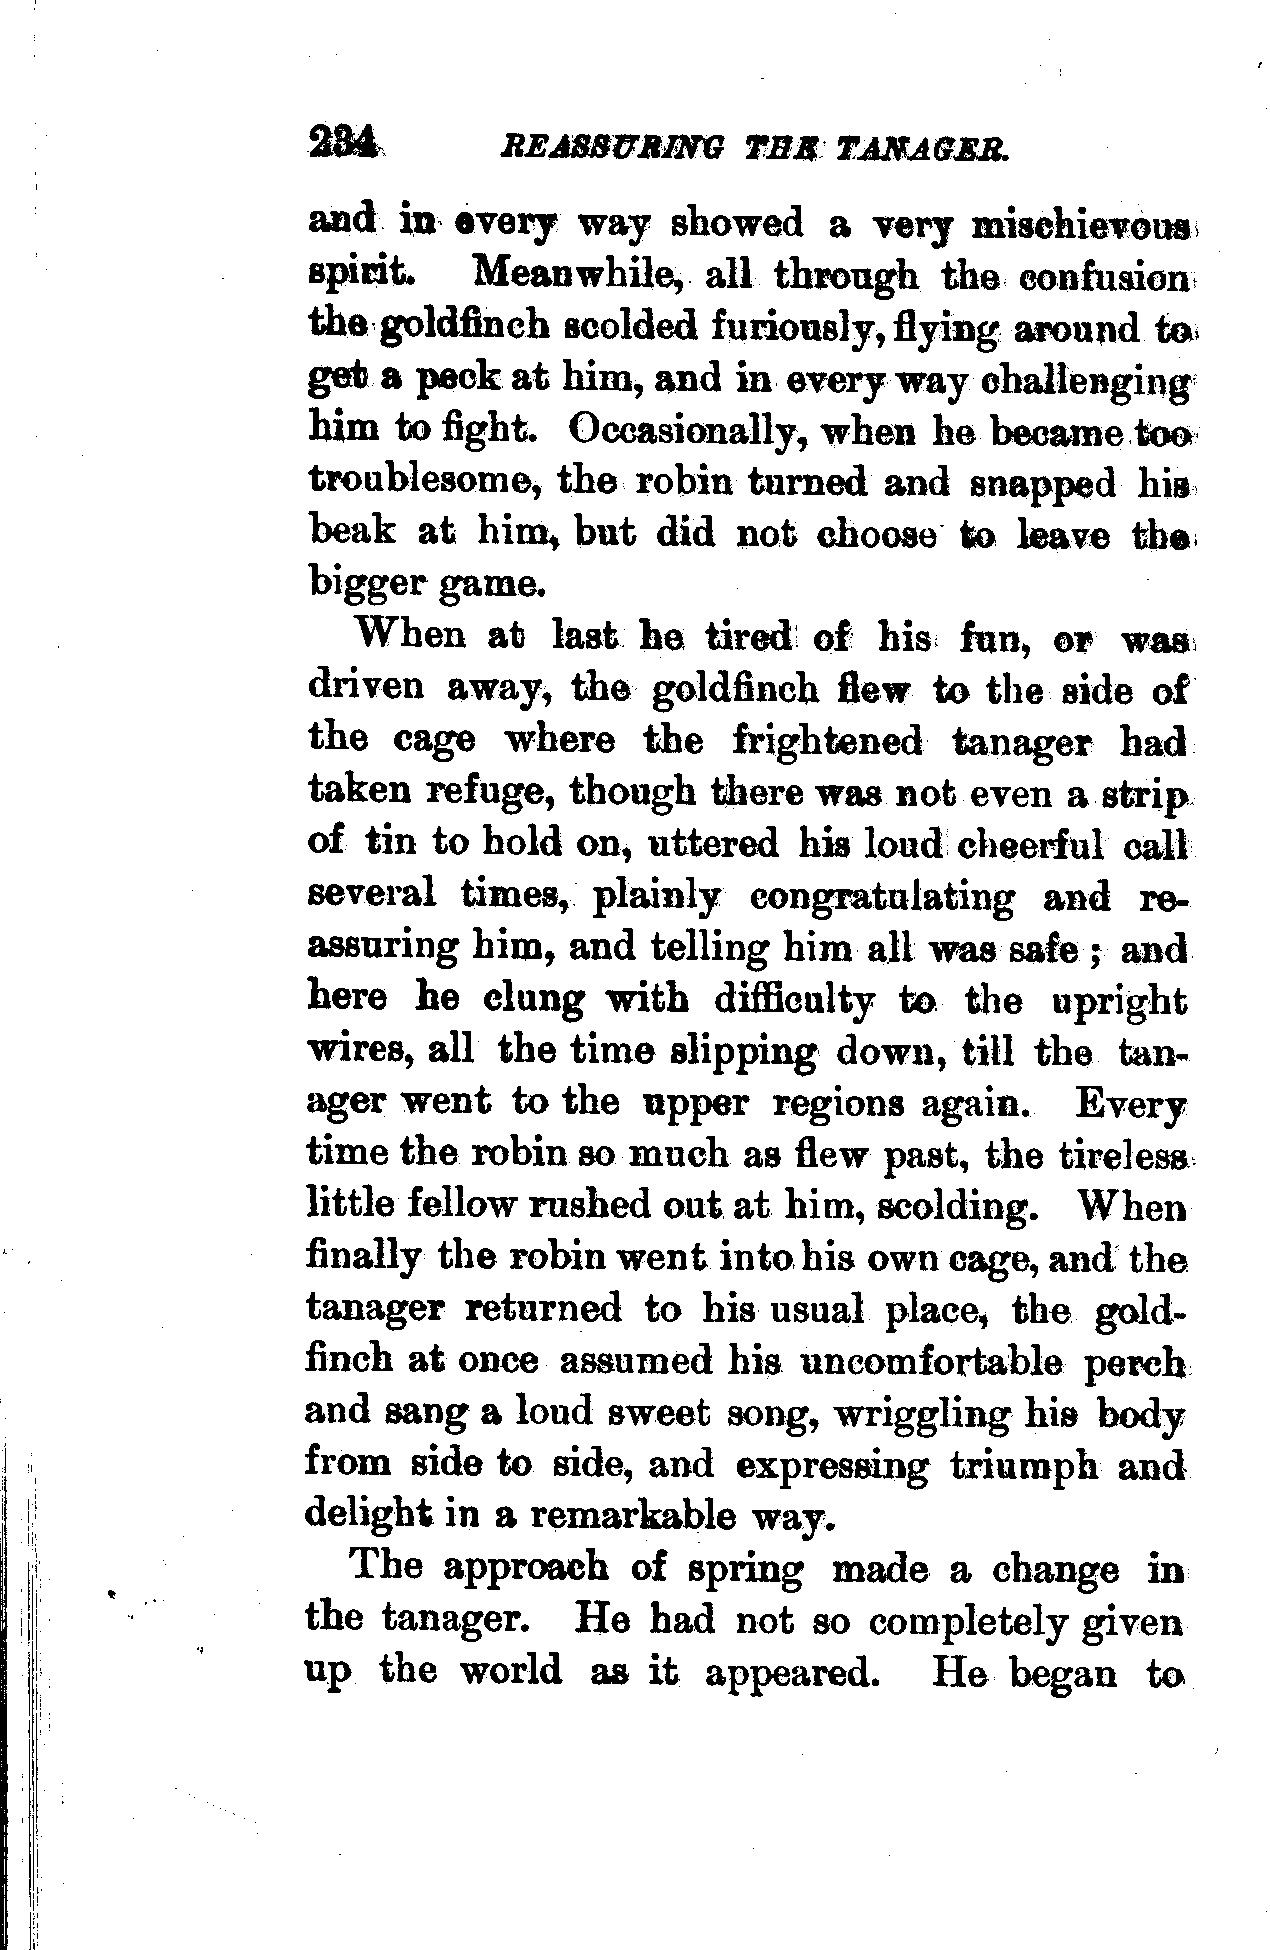 234 REASSURING THE TANAGER.
and in every way showed a very mischievous
spirit. Meanwhile, all through the confusion
the goldfinch scolded furiously, flying around to
get a peck at him, and in every way challenging
him to fight. Occasionally, when he became too
troublesome, the robin turned and snapped his
beak at him, but did not choose to leave the
bigger game.
When at last he tired of his fun, or was
driven away, the goldfinch flew to the side of
the cage where the frightened tanager had
taken refuge, though there was not even a strip
of tin to hold on, uttered his loud cheerful call
several times, plainly congratulating and re-
assuring him, and telling him all was safe ; and
here he clung with difficulty to the upright
wires, all the time slipping down, till the tan-
ager went to the upper regions again. Every
time the robin so much as flew past, the tireless
little fellow rushed out at him, scolding. When
finally the robin went into his own cage, and the
tanager returned to his usual place, the gold-
finch at once assumed his uncomfortable perch
and sang a loud sweet song, wriggling his body
from side to side, and expressing triumph and
delight in a remarkable way.
The approach of spring made a change in
the tanager. He had not so completely given
up the world as it appeared. He began to